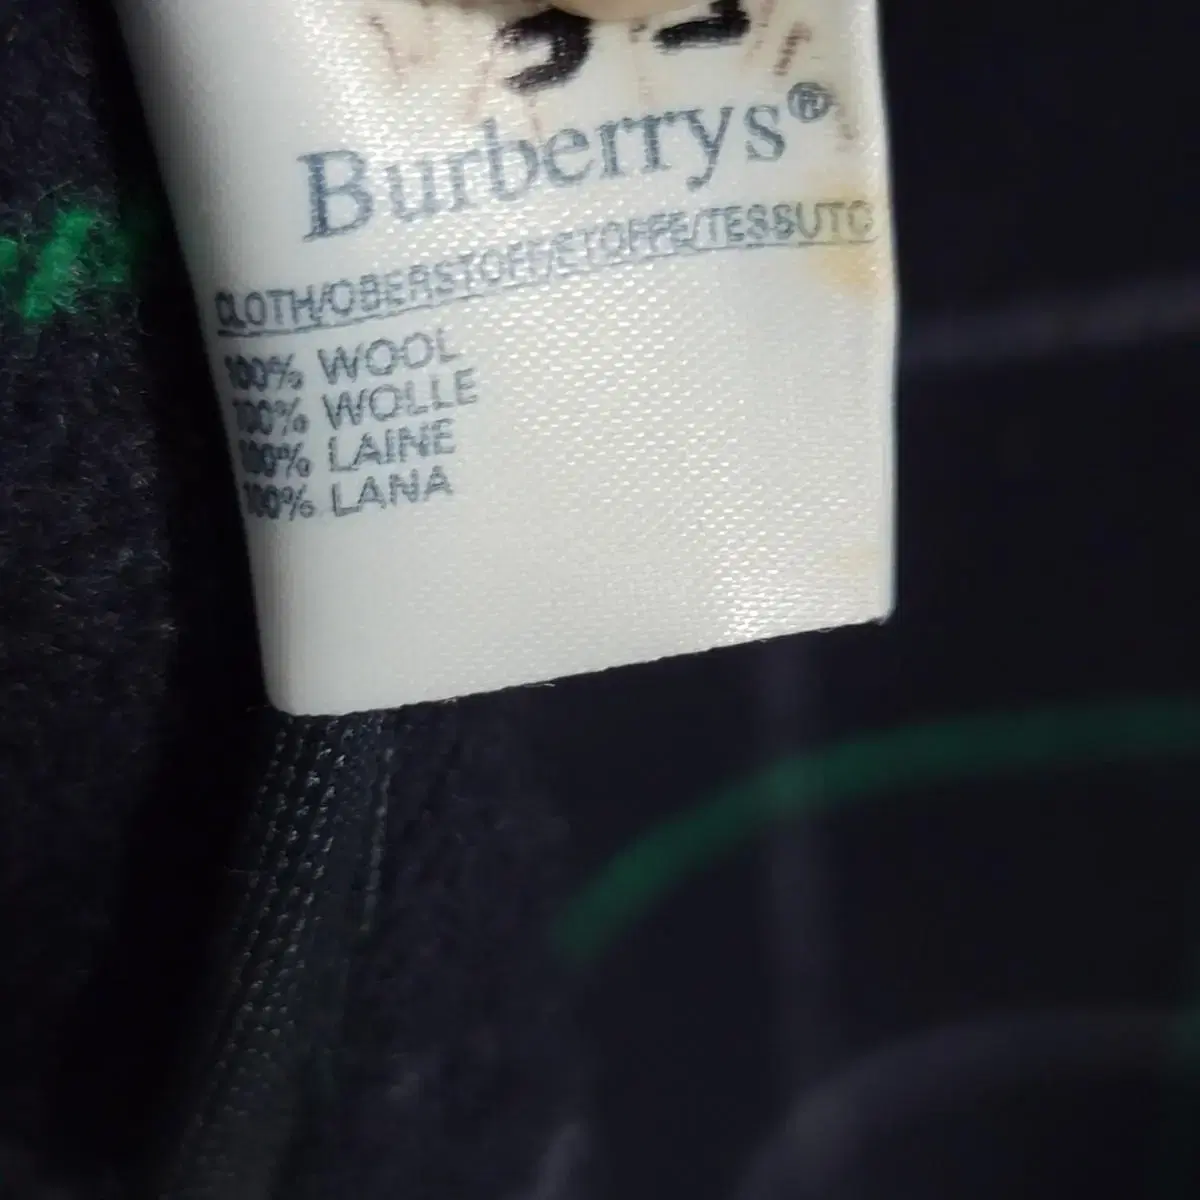 Burberrys®
CLOTH/OBERSTOFF/ETOFFE/TESSUTO
100% WOOL
100% WOLLE
100% LAINE
100% LANA